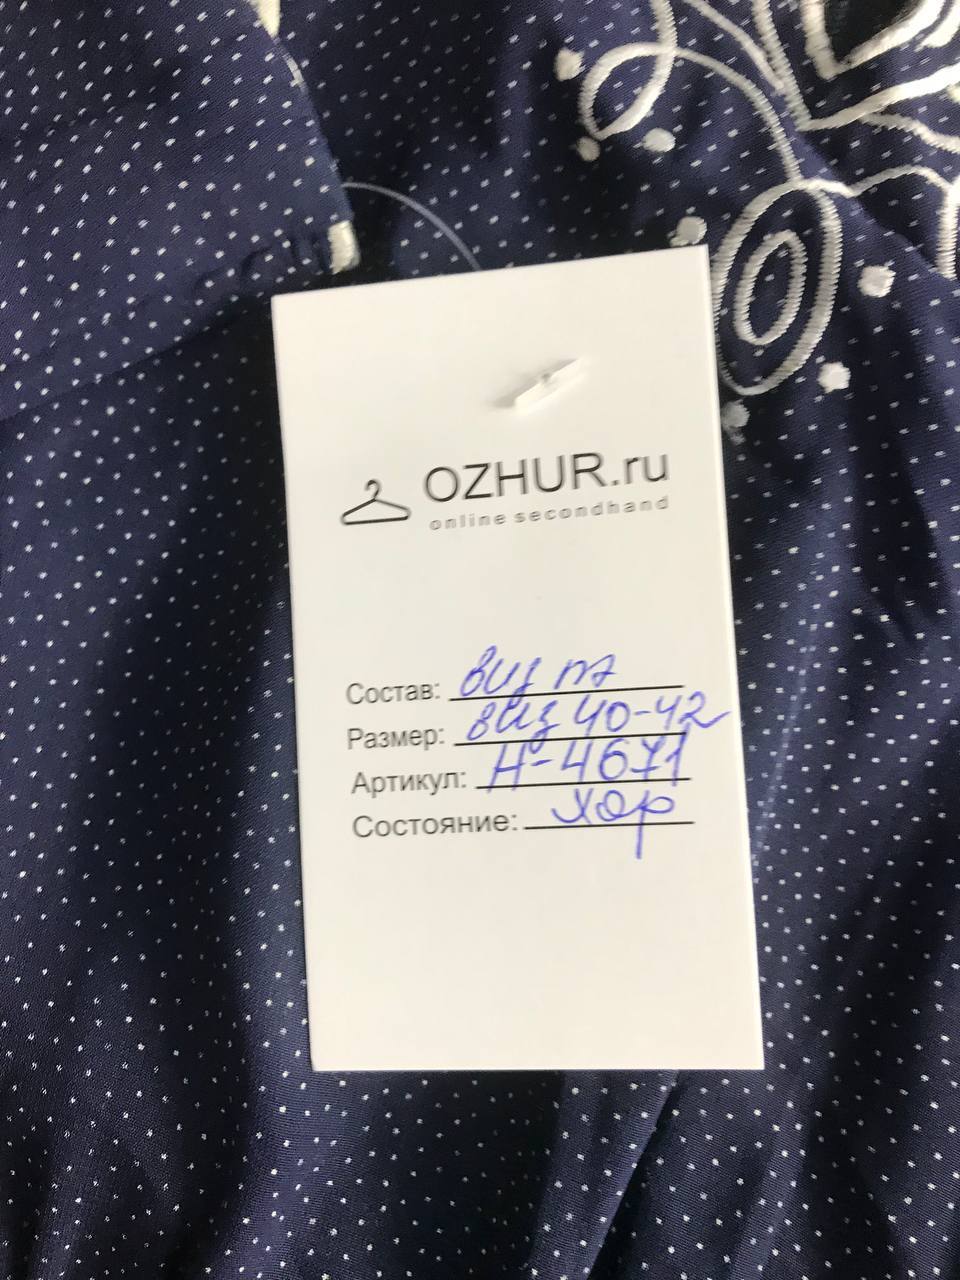 OZHUR.ru
online secondhand
Состав: виз пэ
Размер: виз 40-42
Артикул: Н-4671
Состояние: хор